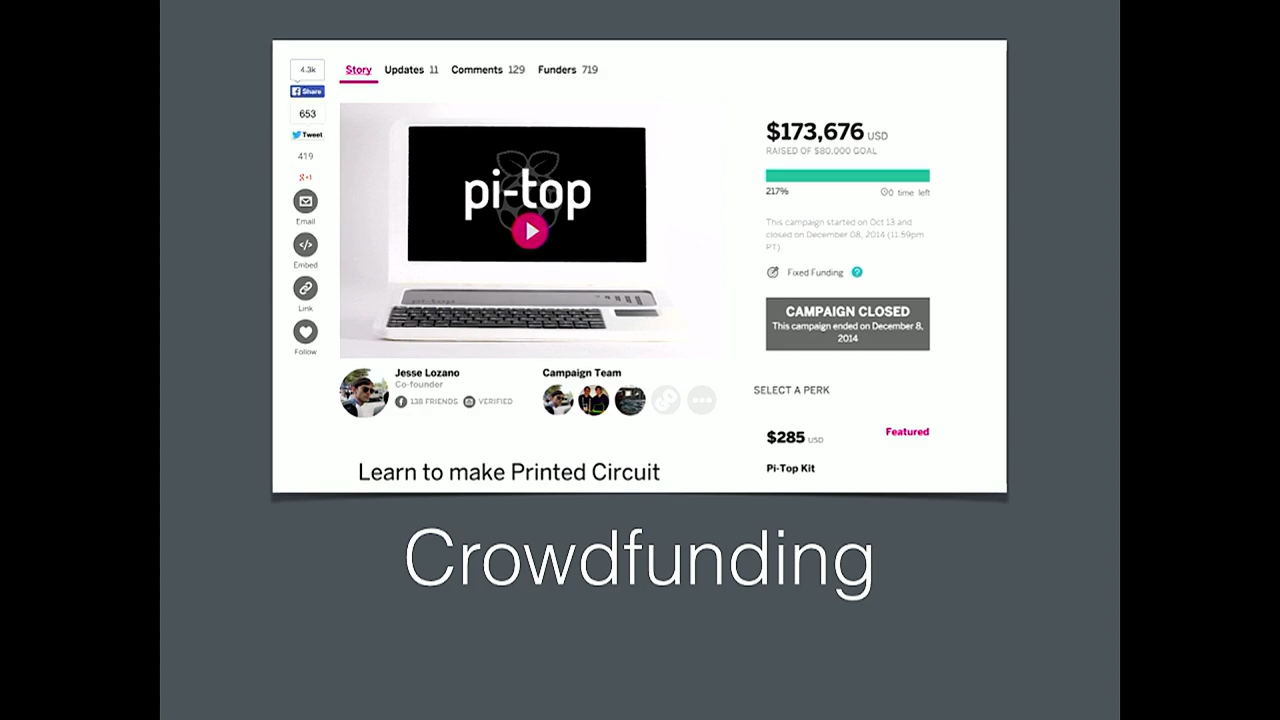 4.3k
Share
653
Tweet
419
g+1
Email
Embed
Link
Follow
Story Updates 11 Comments 129 Funders 719
pi-top
pi-top
Jesse Lozano
Co-founder
138 FRIENDS VERIFIED
Campaign Team
Learn to make Printed Circuit
$173,676 USD
RAISED OF $80,000 GOAL
217% 0 time left
This campaign started on Oct 13 and
closed on December 08, 2014 (11:59pm
PT).
Fixed Funding ?
CAMPAIGN CLOSED
This campaign ended on December 8,
2014
SELECT A PERK
$285 USD Featured
Pi-Top Kit
Crowdfunding